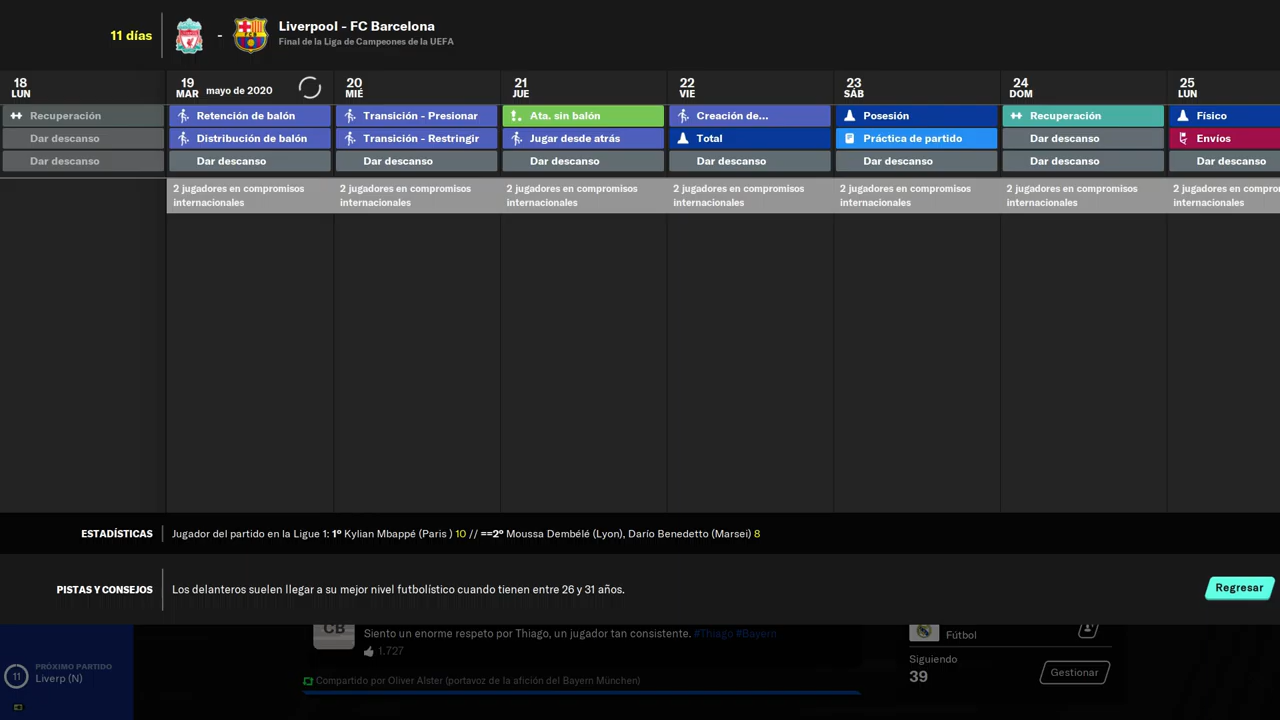 11 días
Liverpool - FC Barcelona
Final de la Liga de Campeones de la UEFA
18
LUN
Recuperación
Dar descanso
Dar descanso
19
MAR mayo de 2020
Retención de balón
Distribución de balón
Dar descanso
2 jugadores en compromisos
internacionales
20
MIÉ
Transición - Presionar
Transición - Restringir
Dar descanso
2 jugadores en compromisos
internacionales
21
JUE
Ata. sin balón
Jugar desde atrás
Dar descanso
2 jugadores en compromisos
internacionales
22
VIE
Creación de...
Total
Dar descanso
2 jugadores en compromisos
internacionales
23
SÁB
Posesión
Práctica de partido
Dar descanso
2 jugadores en compromisos
internacionales
24
DOM
Recuperación
Dar descanso
Dar descanso
2 jugadores en compromisos
internacionales
25
LUN
Físico
Envíos
Dar descanso
2 jugadores en compro
internacionales
ESTADÍSTICAS
Jugador del partido en la Ligue 1: 1º Kylian Mbappé (Paris ) 10 // ==2º Moussa Dembélé (Lyon), Darío Benedetto (Marsei) 8
PISTAS Y CONSEJOS
Los delanteros suelen llegar a su mejor nivel futbolístico cuando tienen entre 26 y 31 años.
Regresar
CB
Siento un enorme respeto por Thiago, un jugador tan consistente. #Thiago #Bayern
1.727
Compartido por Oliver Alster (portavoz de la afición del Bayern München)
Fútbol
Siguiendo
39
Gestionar
11
PRÓXIMO PARTIDO
Liverp (N)